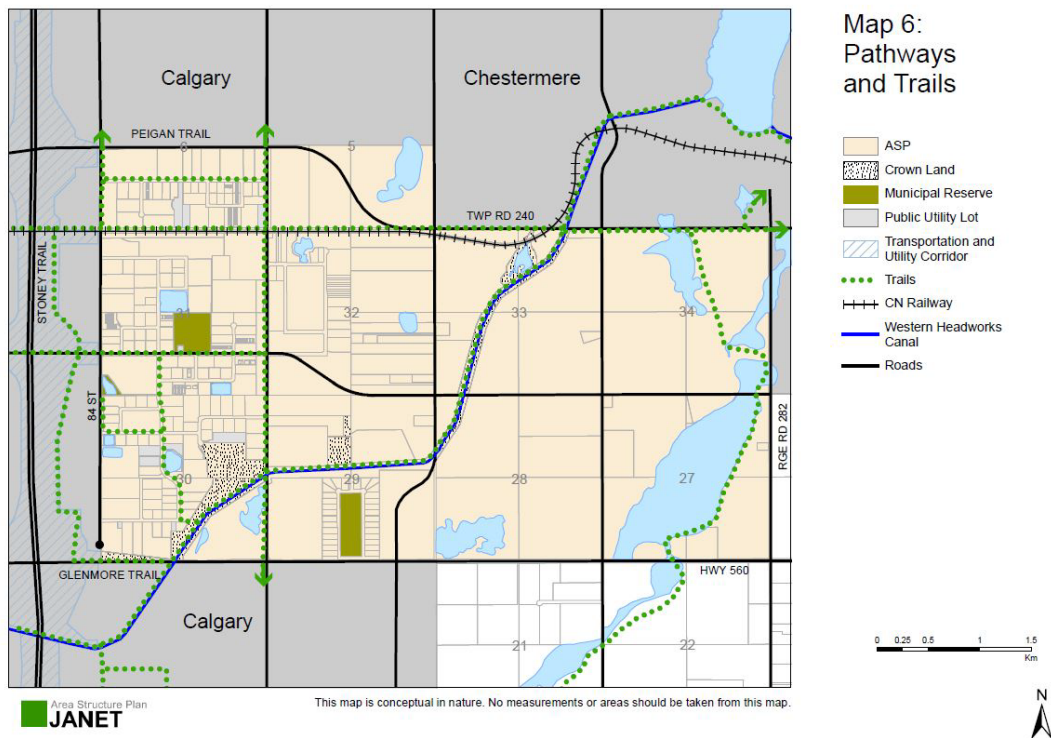 Map 6:
Pathways
and Trails
Calgary
Chestermere
PEIGAN TRAIL
5
TWP RD 240
STONEY TRAIL
32
33
34
84 ST
RGE RD 282
30
29
28
27
GLENMORE TRAIL
HWY 560
Calgary
21
22
ASP
Crown Land
Municipal Reserve
Public Utility Lot
Transportation and
Utility Corridor
Trails
CN Railway
Western Headworks
Canal
Roads
0 0.25 0.5 1 1.5
Km
N
Area Structure Plan
JANET
This map is conceptual in nature. No measurements or areas should be taken from this map.